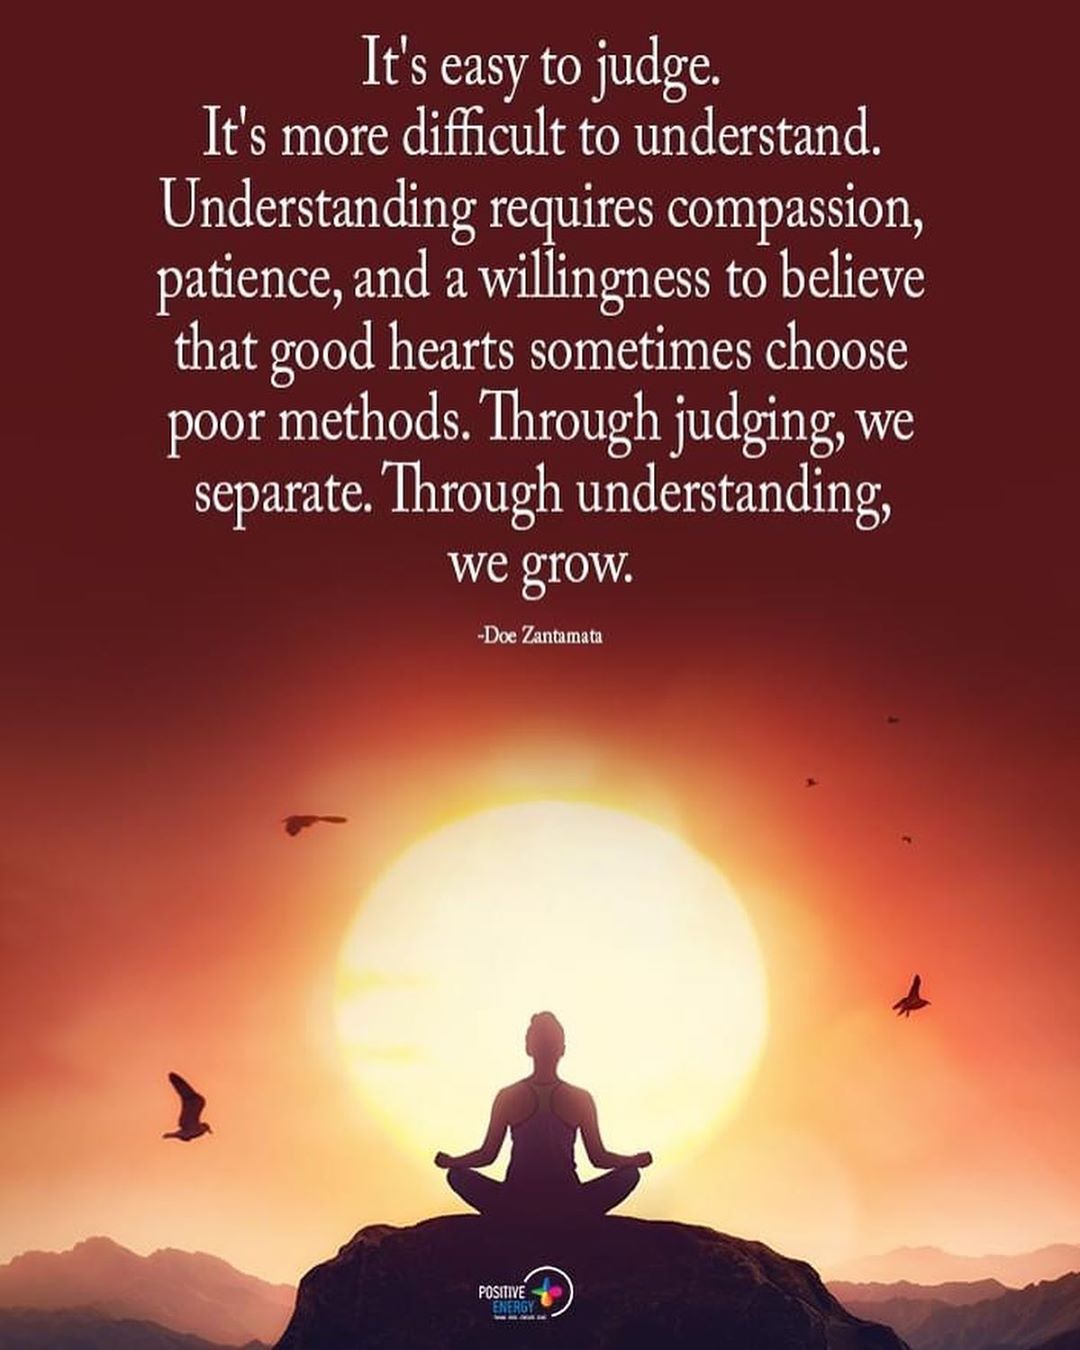 It's easy to judge.
It's more difficult to understand.
Understanding requires compassion,
patience, and a willingness to believe
that good hearts sometimes choose
poor methods. Through judging, we
separate. Through understanding,
we grow.
-Doe Zantamata
POSITIVE
ENERGY